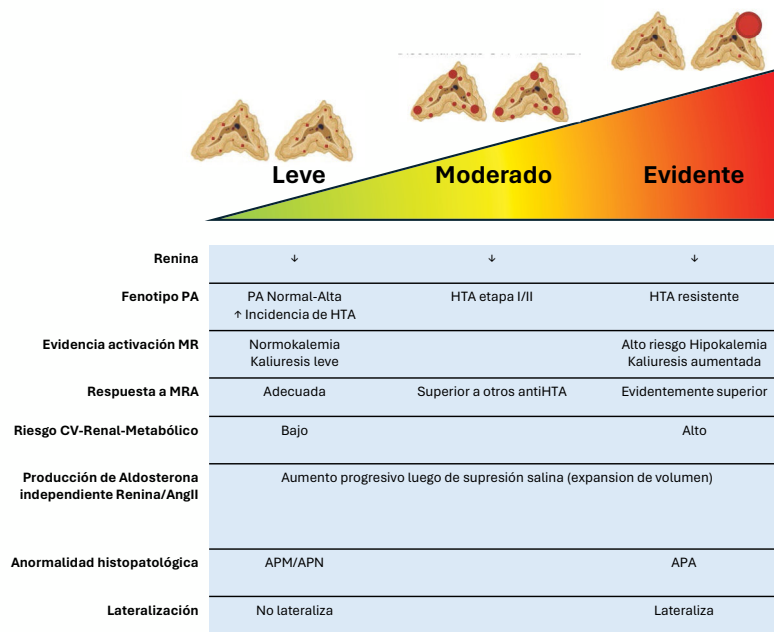 Leve
Moderado
Evidente
Renina ↓ ↓ ↓
Fenotipo PA PA Normal-Alta HTA etapa I/II HTA resistente
↑ Incidencia de HTA
Evidencia activación MR Normokalemia Alto riesgo Hipokalemia
Kaliuresis leve Kaliuresis aumentada
Respuesta a MRA Adecuada Superior a otros antiHTA Evidentemente superior
Riesgo CV-Renal-Metabólico Bajo Alto
Producción de Aldosterona Aumento progresivo luego de supresión salina (expansion de volumen)
independiente Renina/AngII
Anormalidad histopatológica APM/APN APA
Lateralización No lateraliza Lateraliza